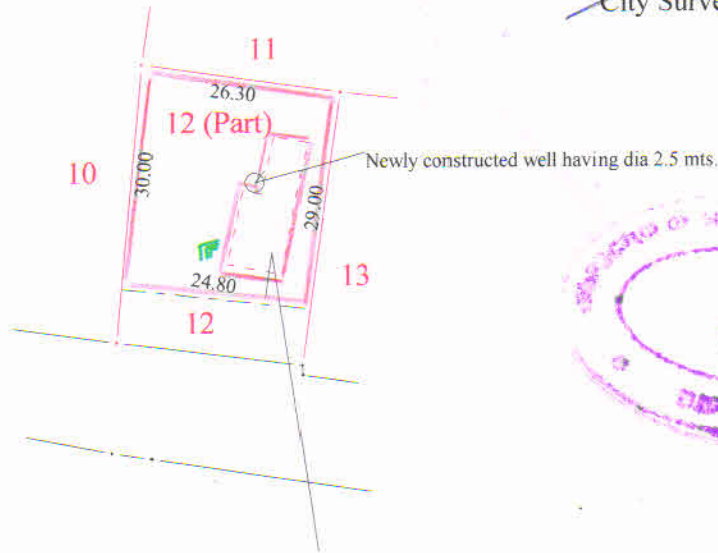 City Surve
11
26.30
12 (Part)
10
30.00
Newly constructed well having dia 2.5 mts.
29.00
24.80
13
12